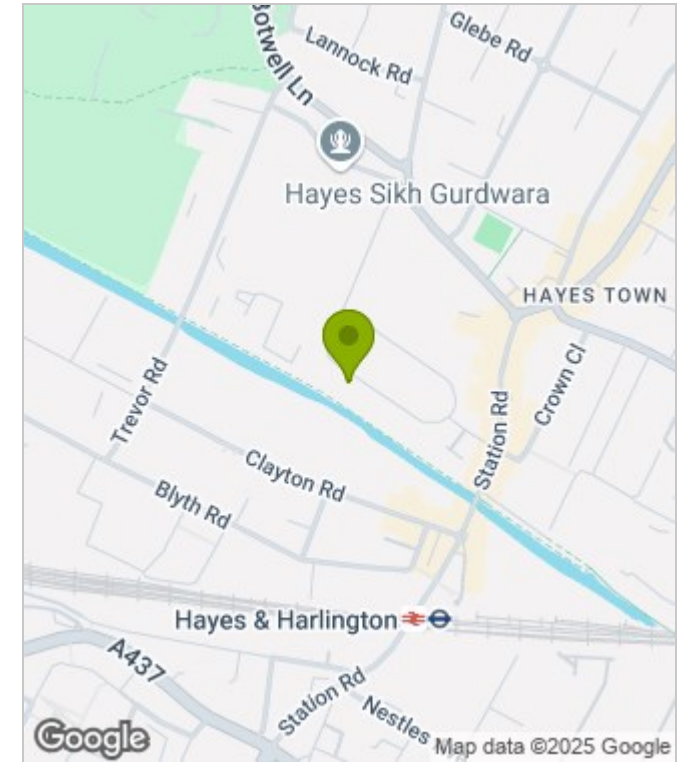 Botwell Ln
Lannock Rd
Glebe Rd
Hayes Sikh Gurdwara
HAYES TOWN
Trevor Rd
Station Rd
Crown Cl
Clayton Rd
Blyth Rd
Hayes & Harlington
A437
Station Rd
Nestles
Google
Map data ©2025 Google